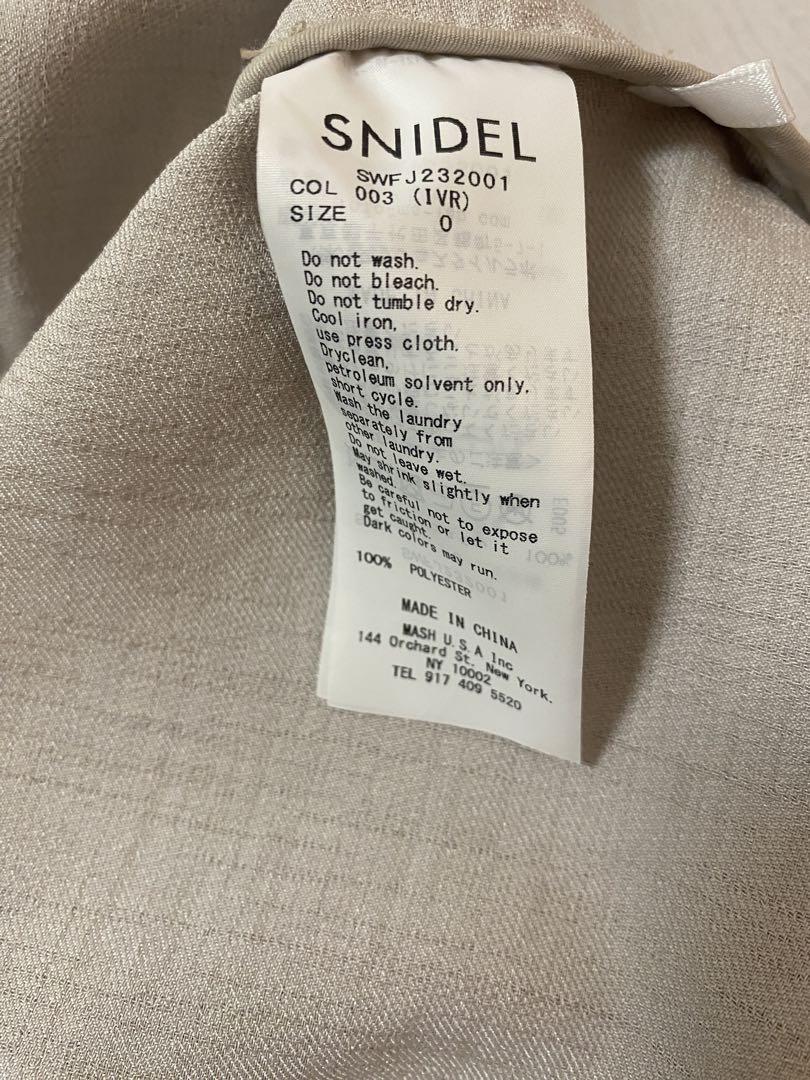 SNIDEL
SWFJ232001
COL 003 (IVR)
SIZE 0
Do not wash.
Do not bleach.
Do not tumble dry.
Cool iron,
use press cloth.
Dryclean,
petroleum solvent only,
short cycle.
Wash the laundry
separately from
other laundry.
Do not leave wet.
May shrink slightly when
washed.
Be careful not to expose
to friction or let it
get caught.
Dark colors may run.
100% POLYESTER
MADE IN CHINA
MASH U.S.A Inc
144 Orchard St, New York.
NY 10002
TEL 917 409 5520